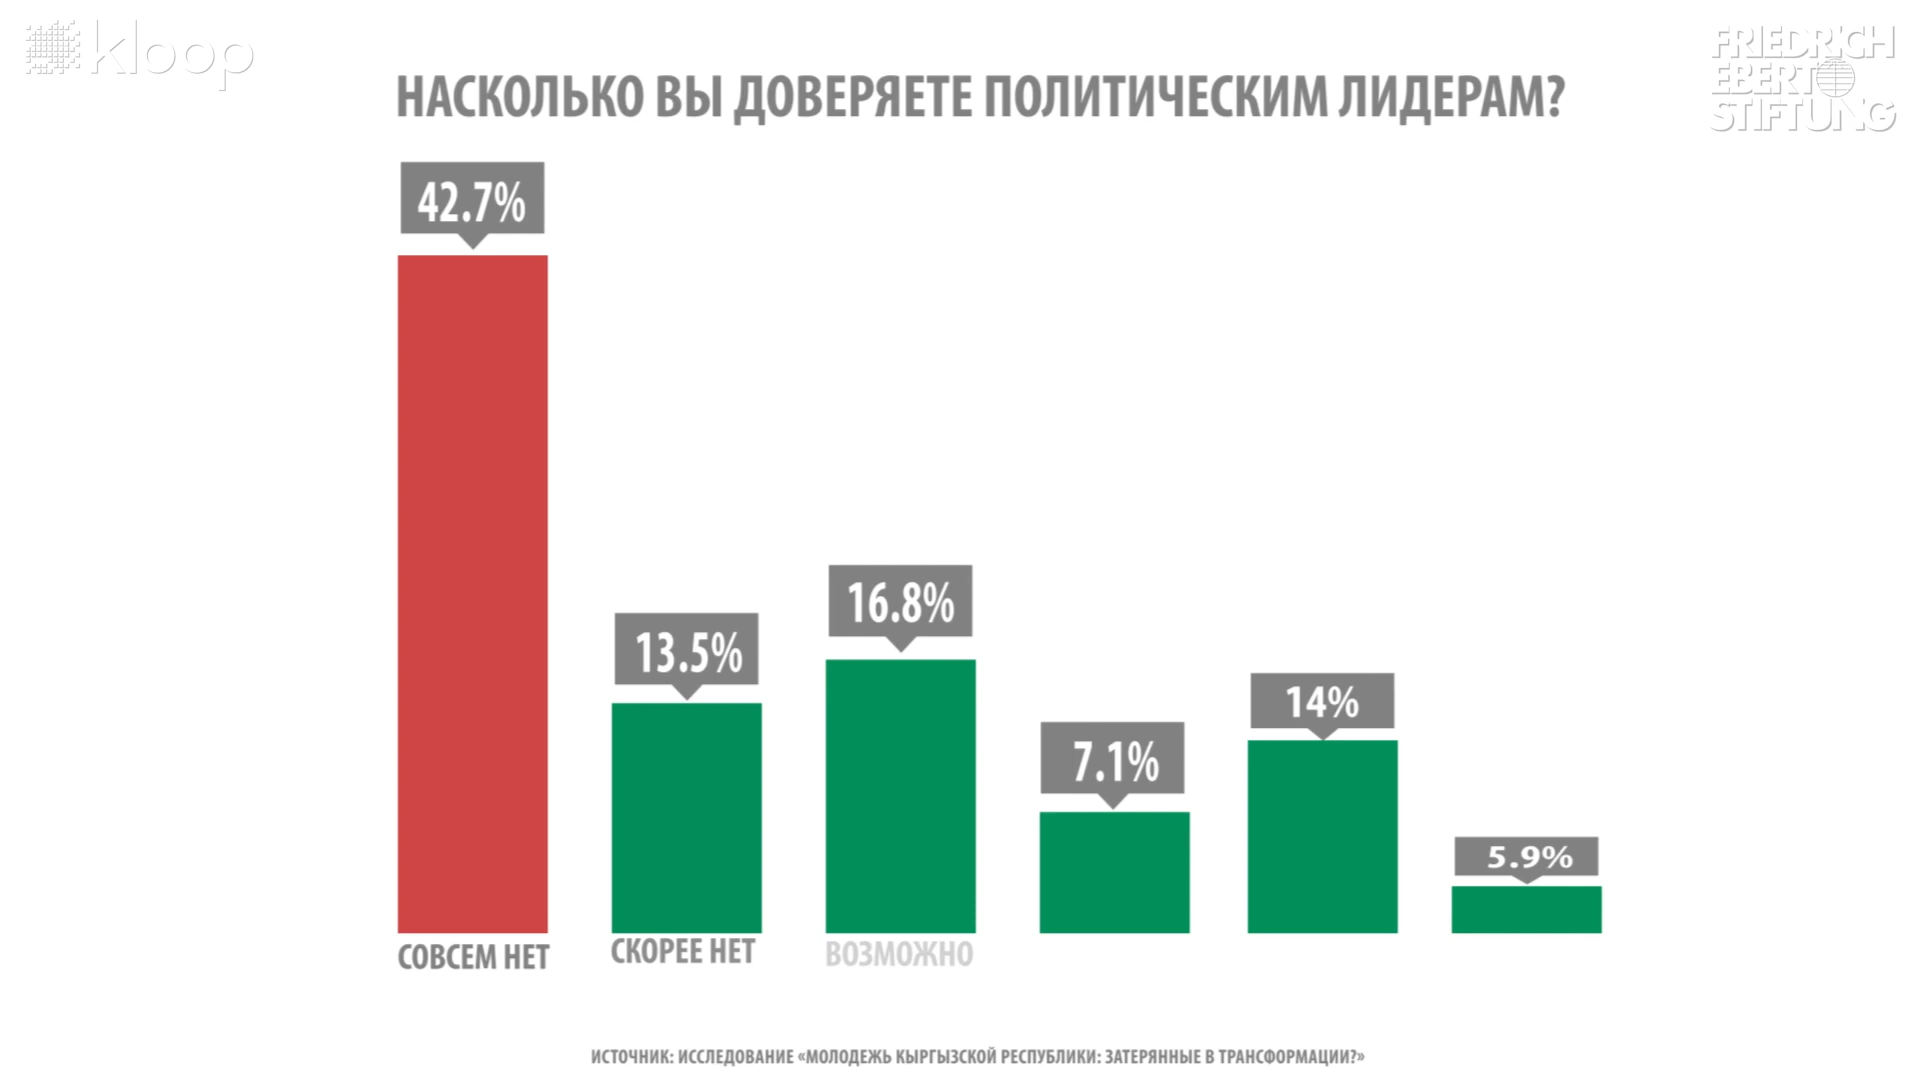 kloop
FRIEDRICH
EBERT
STIFTUNG
НАСКОЛЬКО ВЫ ДОВЕРЯЕТЕ ПОЛИТИЧЕСКИМ ЛИДЕРАМ?
42.7%
13.5%
16.8%
7.1%
14%
5.9%
СОВСЕМ НЕТ
СКОРЕЕ НЕТ
ВОЗМОЖНО
ИСТОЧНИК: ИССЛЕДОВАНИЕ «МОЛОДЕЖЬ КЫРГЫЗСКОЙ РЕСПУБЛИКИ: ЗАТЕРЯННЫЕ В ТРАНСФОРМАЦИИ?»